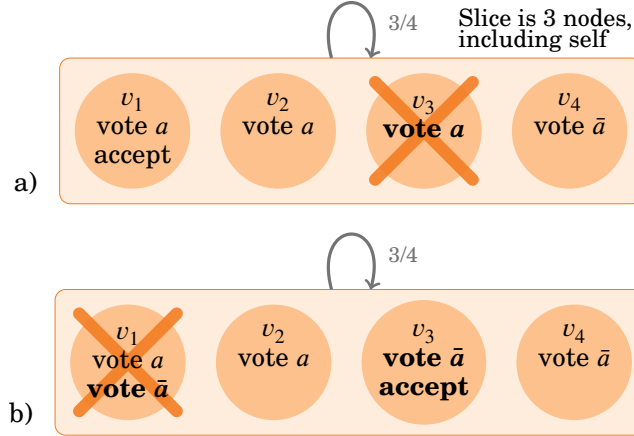 3/4
Slice is 3 nodes,
including self
v₁
vote a
accept
v₂
vote a
v₃
vote a
v₄
vote ā
a)
3/4
v₁
vote a
vote ā
v₂
vote a
v₃
vote ā
accept
v₄
vote ā
b)